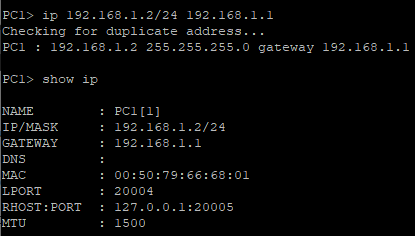 PC1> ip 192.168.1.2/24 192.168.1.1
Checking for duplicate address...
PC1 : 192.168.1.2 255.255.255.0 gateway 192.168.1.1
PC1> show ip
NAME : PC1[1]
IP/MASK : 192.168.1.2/24
GATEWAY : 192.168.1.1
DNS :
MAC : 00:50:79:66:68:01
LPORT : 20004
RHOST:PORT : 127.0.0.1:20005
MTU : 1500